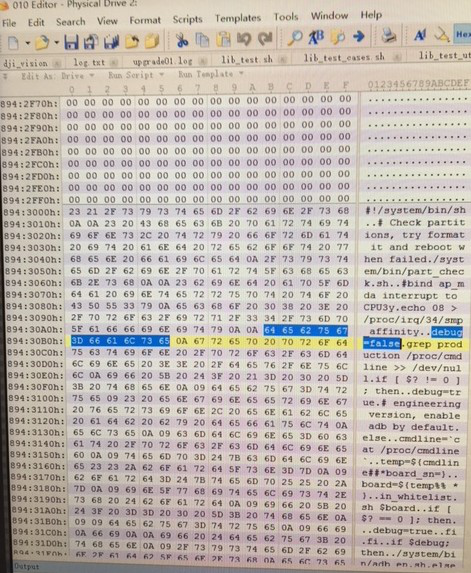 010 Editor - Physical Drive 2:
File Edit Search View Format Scripts Templates Tools Window Help
dji_vision log.txt upgrade01.log lib_test.sh lib_test_cases.sh lib_test_ut
Edit As: Drive Run Script Run Template
0 1 2 3 4 5 6 7 8 9 A B C D E F 0123456789ABCDEF
894:2F70h: 00 00 00 00 00 00 00 00 00 00 00 00 00 00 00 00 ................
894:2F80h: 00 00 00 00 00 00 00 00 00 00 00 00 00 00 00 00 ................
894:2F90h: 00 00 00 00 00 00 00 00 00 00 00 00 00 00 00 00 ................
894:2FA0h: 00 00 00 00 00 00 00 00 00 00 00 00 00 00 00 00 ................
894:2FB0h: 00 00 00 00 00 00 00 00 00 00 00 00 00 00 00 00 ................
894:2FC0h: 00 00 00 00 00 00 00 00 00 00 00 00 00 00 00 00 ................
894:2FD0h: 00 00 00 00 00 00 00 00 00 00 00 00 00 00 00 00 ................
894:2FE0h: 00 00 00 00 00 00 00 00 00 00 00 00 00 00 00 00 ................
894:2FF0h: 00 00 00 00 00 00 00 00 00 00 00 00 00 00 00 00 ................
894:3000h: 23 21 2F 73 79 73 74 65 6D 2F 62 69 6E 2F 73 68 #!/system/bin/sh
894:3010h: 0A 0A 23 20 43 68 65 63 6B 20 70 61 72 74 69 74 ..# Check partit
894:3020h: 69 6F 6E 73 2C 20 74 72 79 20 66 6F 72 6D 61 74 ions, try format
894:3030h: 20 69 74 20 61 6E 64 20 72 65 62 6F 6F 74 20 77 it and reboot w
894:3040h: 68 65 6E 20 66 61 69 6C 65 64 0A 2F 73 79 73 74 hen failed./syst
894:3050h: 65 6D 2F 62 69 6E 2F 70 61 72 74 5F 63 68 65 63 em/bin/part_chec
894:3060h: 6B 2E 73 68 0A 0A 23 62 69 6E 64 20 61 70 5F 6D k.sh..#bind ap_m
894:3070h: 64 61 20 69 6E 74 65 72 72 75 70 74 20 74 6F 20 da interrupt to
894:3080h: 43 50 55 33 79 0A 65 63 68 6F 20 30 38 20 3E 20 CPU3y.echo 08 >
894:3090h: 2F 70 72 6F 63 2F 69 72 71 2F 33 34 2F 73 6D 70 /proc/irq/34/smp
894:30A0h: 5F 61 66 66 69 6E 69 74 79 0A 0A 64 65 62 75 67 _affinity..debug
894:30B0h: 3D 66 61 6C 73 65 0A 67 72 65 70 20 70 72 6F 64 =false.grep prod
894:30C0h: 75 63 74 69 6F 6E 20 2F 70 72 6F 63 2F 63 6D 64 uction /proc/cmd
894:30D0h: 6C 69 6E 65 20 3E 3E 20 2F 64 65 76 2F 6E 75 6C line >> /dev/nul
894:30E0h: 6C 0A 69 66 20 5B 20 24 3F 20 21 3D 20 30 20 5D l.if [ $? != 0 ]
894:30F0h: 3B 20 74 68 65 6E 0A 09 64 65 62 75 67 3D 74 72 ; then..debug=tr
894:3100h: 75 65 09 23 20 65 6E 67 69 6E 65 65 72 69 6E 67 ue.# engineering
894:3110h: 20 76 65 72 73 69 6F 6E 2C 20 65 6E 61 62 6C 65 version, enable
894:3120h: 20 61 64 62 20 62 79 20 64 65 66 61 75 6C 74 0A adb by default.
894:3130h: 65 6C 73 65 0A 09 63 6D 64 6C 69 6E 65 3D 60 63 else..cmdline=`c
894:3140h: 61 74 20 2F 70 72 6F 63 2F 63 6D 64 6C 69 6E 65 at /proc/cmdline
894:3150h: 60 0A 09 74 65 6D 70 3D 24 7B 63 6D 64 6C 69 6E `..temp=${cmdlin
894:3160h: 65 23 23 2A 62 6F 61 72 64 5F 73 6E 3D 7D 0A 09 e##*board_sn=}..
894:3170h: 62 6F 61 72 64 3D 24 7B 74 65 6D 70 25 25 20 2A board=${temp%% *
894:3180h: 7D 0A 09 69 6E 5F 77 68 69 74 65 6C 69 73 74 2E }..in_whitelist.
894:3190h: 73 68 20 24 62 6F 61 72 64 0A 09 69 66 20 5B 20 sh $board..if [
894:31A0h: 24 3F 20 3D 3D 20 30 20 5D 3B 20 74 68 65 6E 0A $? == 0 ]; then.
894:31B0h: 09 09 64 65 62 75 67 3D 74 72 75 65 0A 09 66 69 ..debug=true..fi
894:31C0h: 0A 66 69 0A 0A 69 66 20 24 64 65 62 75 67 3B 20 .fi..if $debug;
894:31D0h: 74 68 65 6E 0A 09 2F 73 79 73 74 65 6D 2F 62 69 then../system/bi
Output